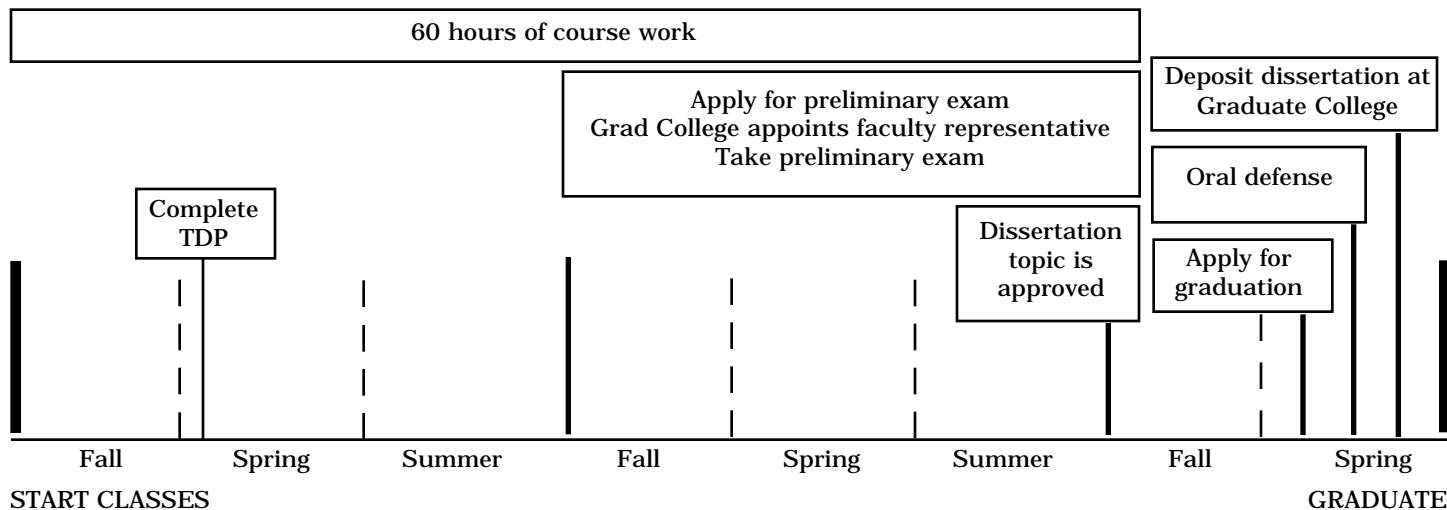 60 hours of course work
Deposit dissertation at
Graduate College
Apply for preliminary exam
Grad College appoints faculty representative
Take preliminary exam
Oral defense
Complete
TDP
Dissertation
topic is
approved
Apply for
graduation
Fall Spring Summer Fall Spring Summer Fall Spring
START CLASSES GRADUATE